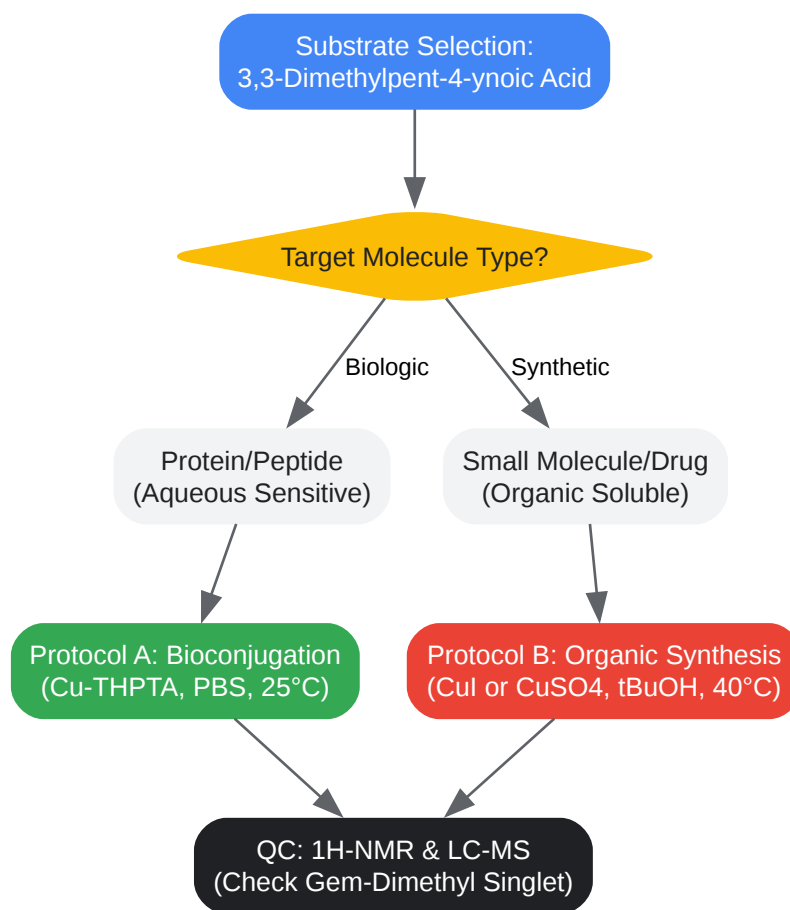 Substrate Selection:
3,3-Dimethylpent-4-ynoic Acid
Target Molecule Type?
Biologic
Synthetic
Protein/Peptide
(Aqueous Sensitive)
Small Molecule/Drug
(Organic Soluble)
Protocol A: Bioconjugation
(Cu-THPTA, PBS, 25°C)
Protocol B: Organic Synthesis
(CuI or CuSO4, tBuOH, 40°C)
QC: 1H-NMR & LC-MS
(Check Gem-Dimethyl Singlet)